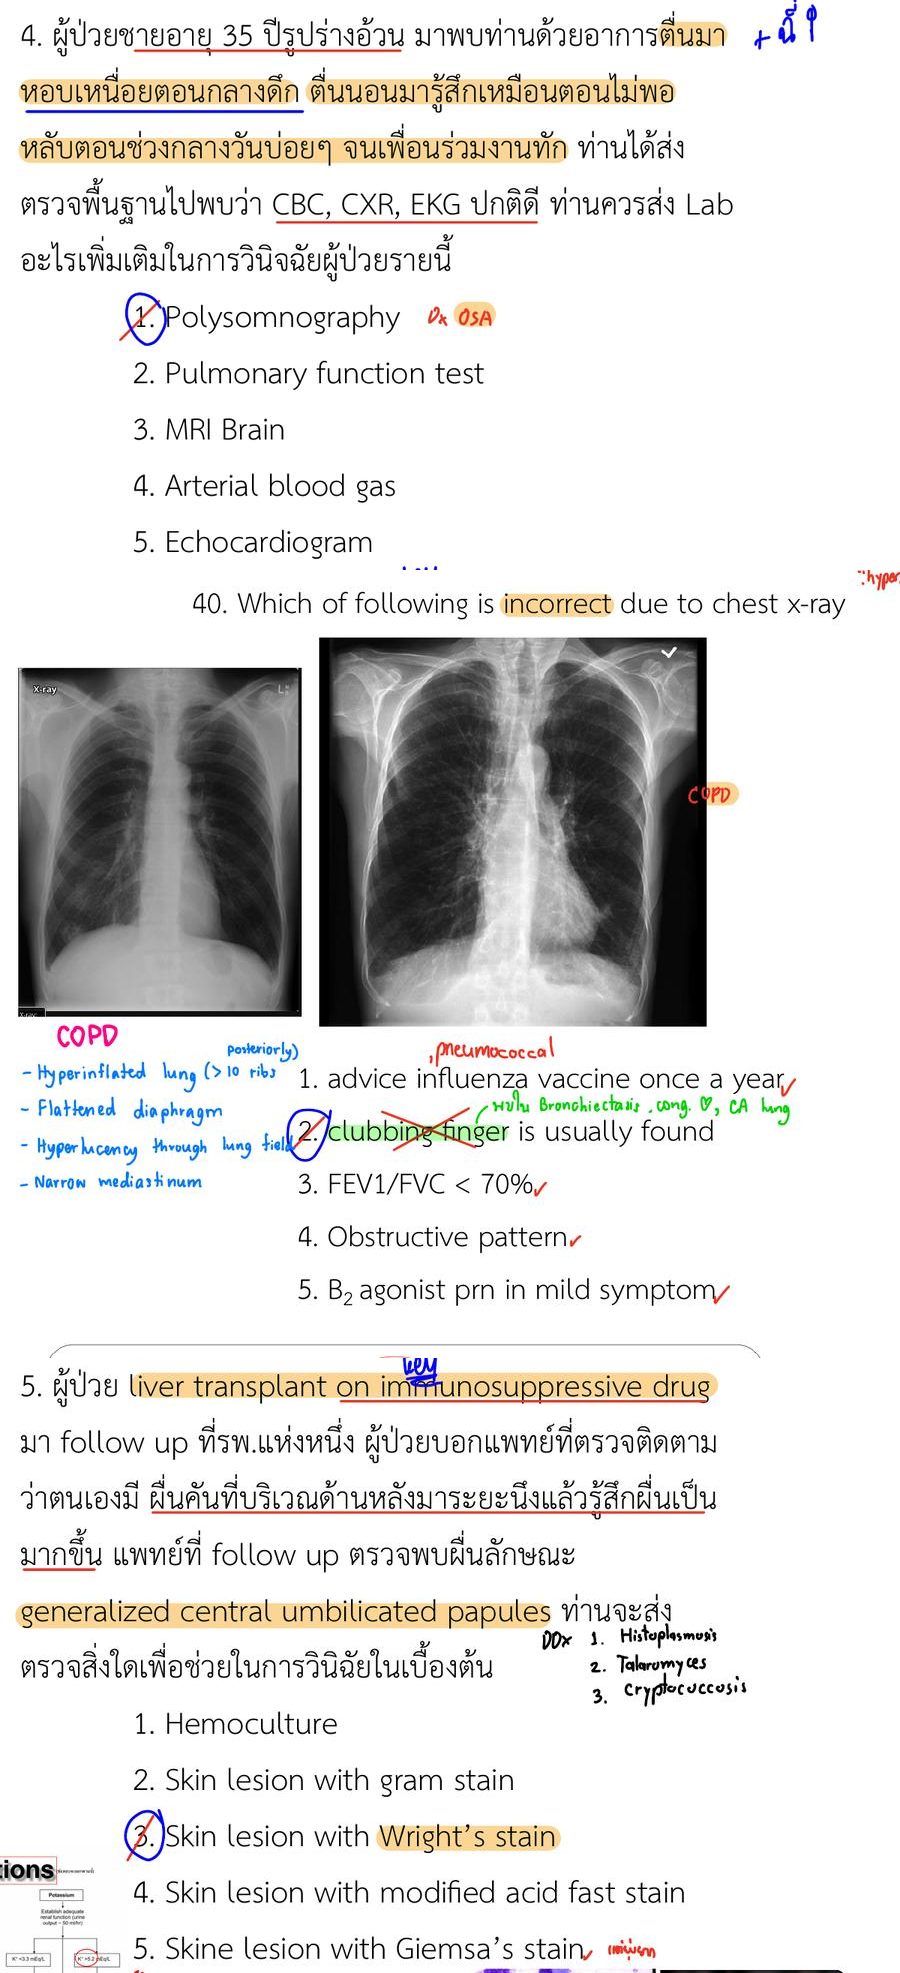 4. ผู้ป่วยชายอายุ 35 ปีรูปร่างอ้วน มาพบท่านด้วยอาการตื่นมา
หอบเหนื่อยตอนกลางดึก ตื่นนอนมารู้สึกเหมือนตอนไม่พอ
หลับตอนช่วงกลางวันบ่อยๆ จนเพื่อนร่วมงานทัก ท่านได้ส่ง
ตรวจพื้นฐานไปพบว่า CBC, CXR, EKG ปกติดี ท่านควรส่ง Lab
อะไรเพิ่มเติมในการวินิจฉัยผู้ป่วยรายนี้
1. Polysomnography Dx OSA
2. Pulmonary function test
3. MRI Brain
4. Arterial blood gas
5. Echocardiogram
40. Which of following is incorrect due to chest x-ray
X-ray
COPD
COPD
- Hyperinflated lung (>10 ribs posteriorly)
- Flattened diaphragm
- Hyperlucency through lung field
- Narrow mediastinum
, pneumococcal
1. advice influenza vaccine once a year
พบใน Bronchiectasis, cong. ♡, CA lung
2. clubbing finger is usually found
3. FEV1/FVC < 70%
4. Obstructive pattern
5. B2 agonist prn in mild symptom
key
5. ผู้ป่วย liver transplant on immunosuppressive drug
มา follow up ที่รพ.แห่งหนึ่ง ผู้ป่วยบอกแพทย์ที่ตรวจติดตาม
ว่าตนเองมี ผื่นคันที่บริเวณด้านหลังมาระยะนึงแล้วรู้สึกผื่นเป็น
มากขึ้น แพทย์ที่ follow up ตรวจพบผื่นลักษณะ
generalized central umbilicated papules ท่านจะส่ง
ตรวจสิ่งใดเพื่อช่วยในการวินิฉัยในเบื้องต้น
DDx 1. Histoplasmosis
2. Talaromyces
3. Cryptococcosis
1. Hemoculture
2. Skin lesion with gram stain
3. Skin lesion with Wright's stain
4. Skin lesion with modified acid fast stain
5. Skine lesion with Giemsa's stain
tions
Potassium
Establish adequate
renal function (urine
output ~ 50 ml/hr)
K+ <3.3 mEq/L
K+ >5.2 mEq/L